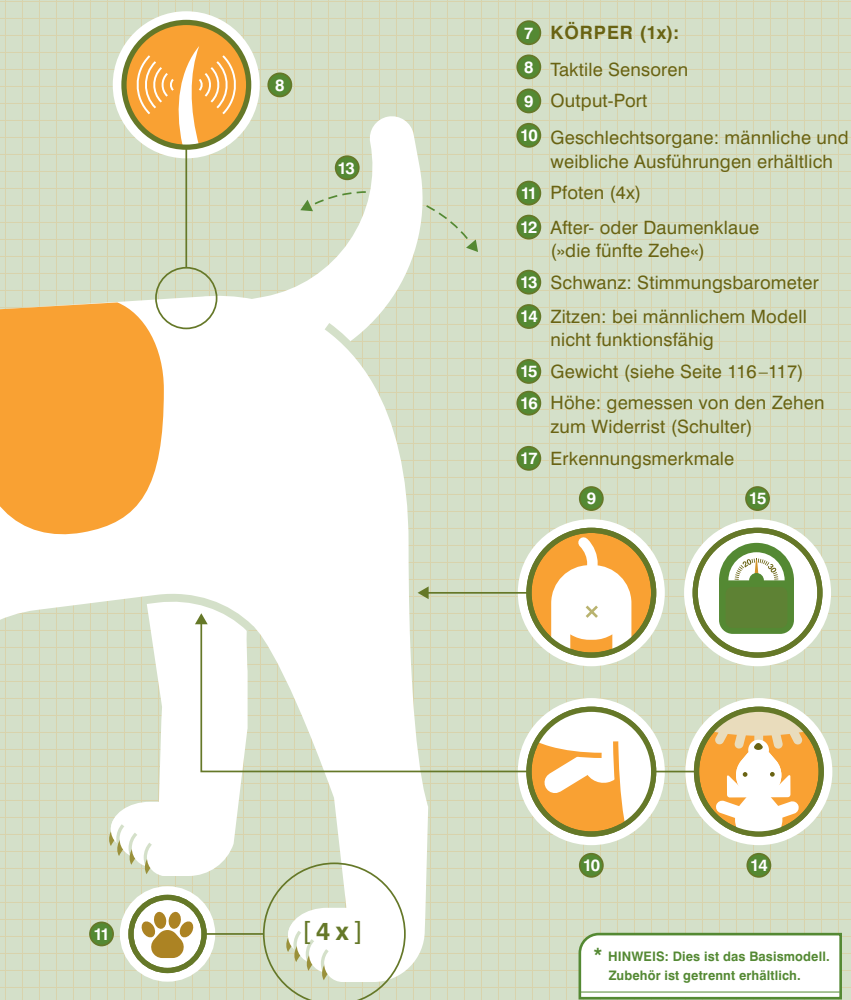 7 KÖRPER (1x):
8 Taktile Sensoren
9 Output-Port
10 Geschlechtsorgane: männliche und
weibliche Ausführungen erhältlich
11 Pfoten (4x)
12 After- oder Daumenklaue
(»die fünfte Zehe«)
13 Schwanz: Stimmungsbarometer
14 Zitzen: bei männlichem Modell
nicht funktionsfähig
15 Gewicht (siehe Seite 116–117)
16 Höhe: gemessen von den Zehen
zum Widerrist (Schulter)
17 Erkennungsmerkmale
8
13
9
15
20 30
10
14
11
[4 x]
* HINWEIS: Dies ist das Basismodell.
Zubehör ist getrennt erhältlich.